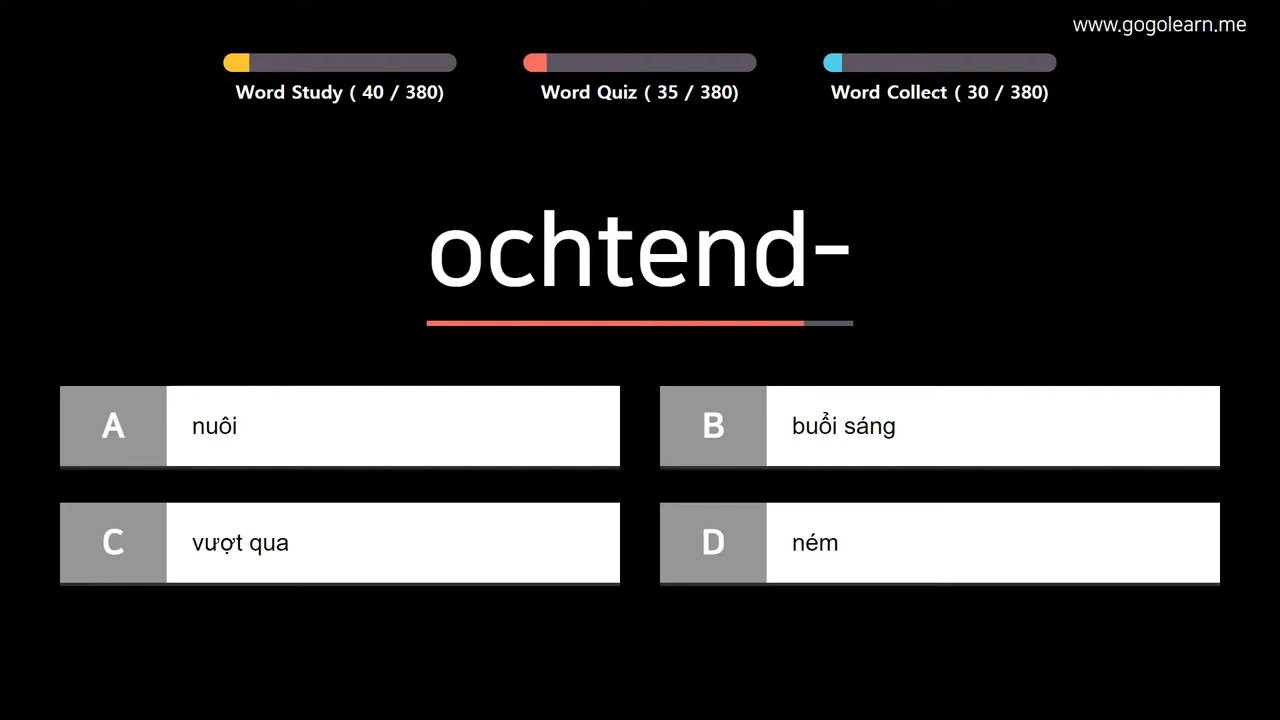 www.gogolearn.me
Word Study ( 40 / 380)
Word Quiz ( 35 / 380)
Word Collect ( 30 / 380)
ochtend-
A nuôi
B buổi sáng
C vượt qua
D ném